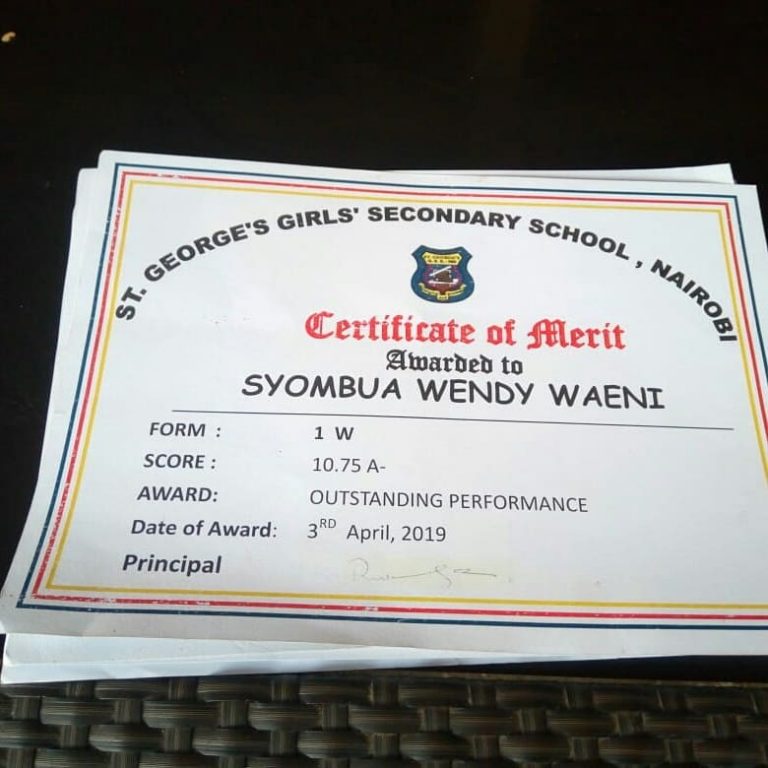 ST. GEORGE'S GIRLS' SECONDARY SCHOOL , NAIROBI
Certificate of Merit
Awarded to
SYOMBUA WENDY WAENI
FORM : 1 W
SCORE : 10.75 A-
AWARD: OUTSTANDING PERFORMANCE
Date of Award: 3RD April, 2019
Principal